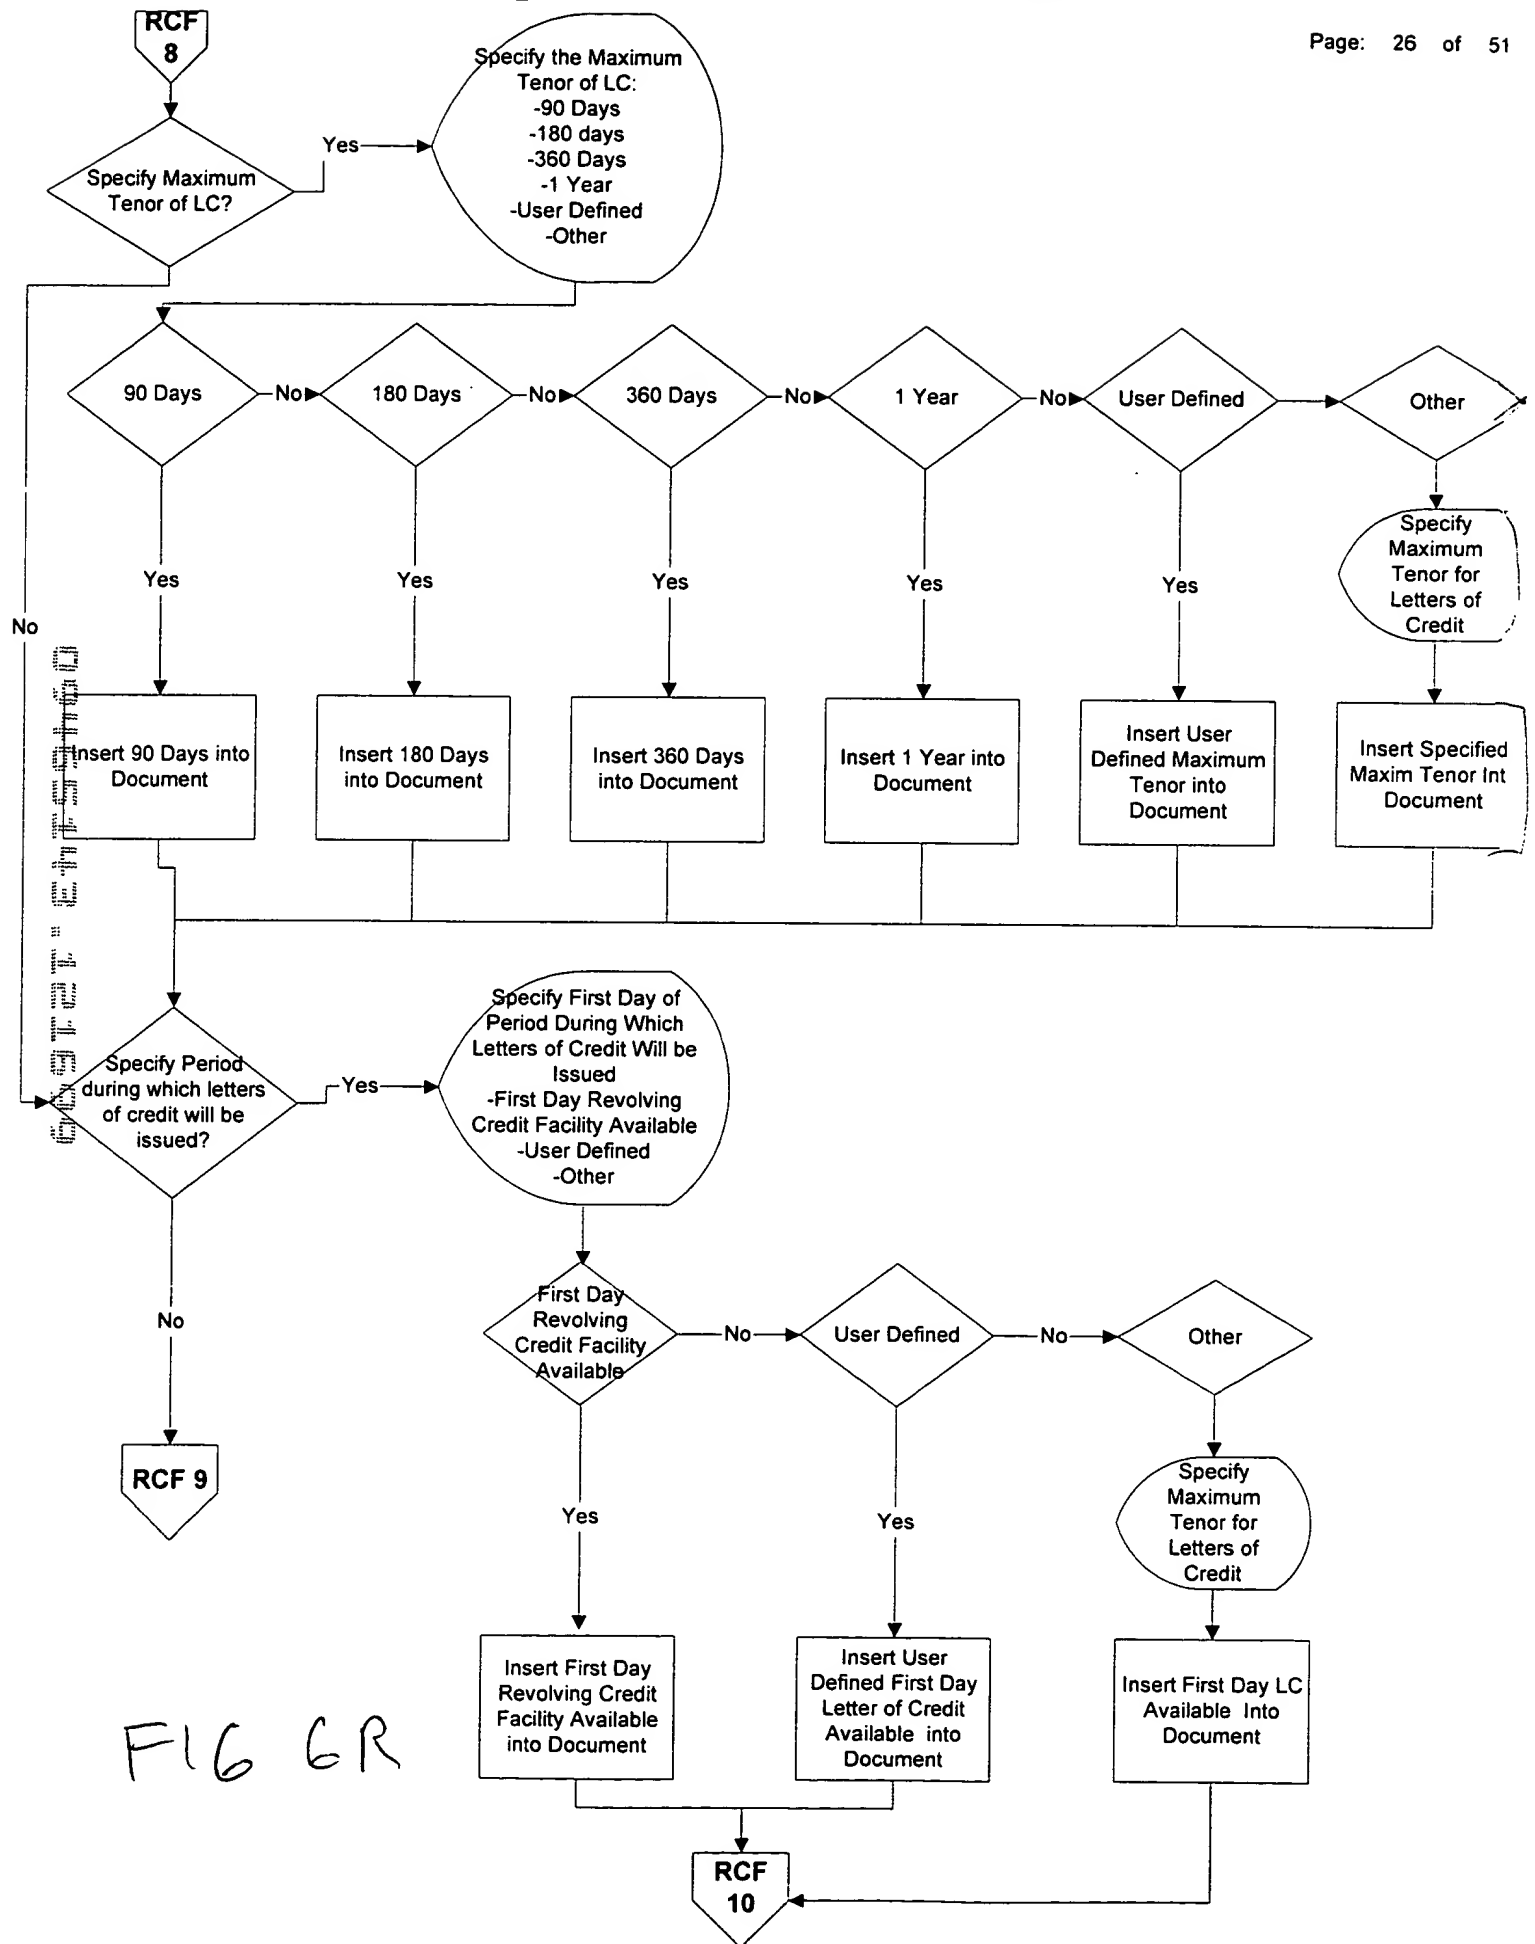 Page: 26 of 51
RCF
8
Specify Maximum
Tenor of LC?
Yes
Specify the Maximum
Tenor of LC:
-90 Days
-180 days
-360 Days
-1 Year
-User Defined
-Other
90 Days
No
180 Days
No
360 Days
No
1 Year
No
User Defined
Other
Yes
Yes
Yes
Yes
Yes
Specify
Maximum
Tenor for
Letters of
Credit
No
Insert 90 Days into
Document
Insert 180 Days
into Document
Insert 360 Days
into Document
Insert 1 Year into
Document
Insert User
Defined Maximum
Tenor into
Document
Insert Specified
Maxim Tenor Int
Document
Specify Period
during which letters
of credit will be
issued?
Yes
Specify First Day of
Period During Which
Letters of Credit Will be
Issued
-First Day Revolving
Credit Facility Available
-User Defined
-Other
No
RCF 9
First Day
Revolving
Credit Facility
Available
No
User Defined
No
Other
Yes
Yes
Specify
Maximum
Tenor for
Letters of
Credit
Insert First Day
Revolving Credit
Facility Available
into Document
Insert User
Defined First Day
Letter of Credit
Available into
Document
Insert First Day LC
Available Into
Document
RCF
10
FIG 6R